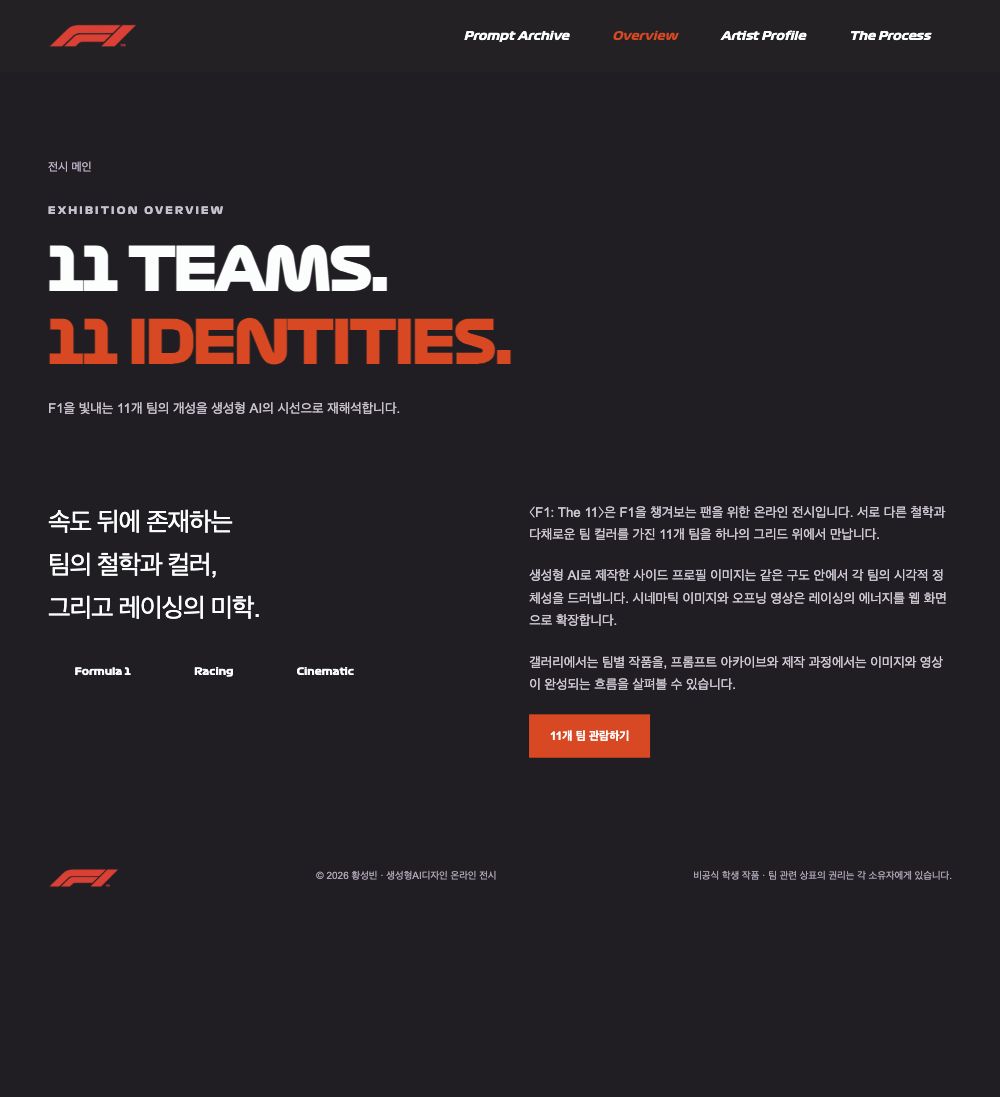 F1
Prompt Archive
Overview
Artist Profile
The Process
전시 메인
EXHIBITION OVERVIEW
11 TEAMS.
11 IDENTITIES.
F1을 빛내는 11개 팀의 개성을 생성형 AI의 시선으로 재해석합니다.
속도 뒤에 존재하는
팀의 철학과 컬러,
그리고 레이싱의 미학.
Formula 1
Racing
Cinematic
〈F1: The 11〉은 F1을 챙겨보는 팬을 위한 온라인 전시입니다. 서로 다른 철학과
다채로운 팀 컬러를 가진 11개 팀을 하나의 그리드 위에서 만납니다.
생성형 AI로 제작한 사이드 프로필 이미지는 같은 구도 안에서 각 팀의 시각적 정
체성을 드러냅니다. 시네마틱 이미지와 오프닝 영상은 레이싱의 에너지를 웹 화면
으로 확장합니다.
갤러리에서는 팀별 작품을, 프롬프트 아카이브와 제작 과정에서는 이미지와 영상
이 완성되는 흐름을 살펴볼 수 있습니다.
11개 팀 관람하기
F1
© 2026 황성빈 · 생성형AI디자인 온라인 전시
비공식 학생 작품 · 팀 관련 상표의 권리는 각 소유자에게 있습니다.